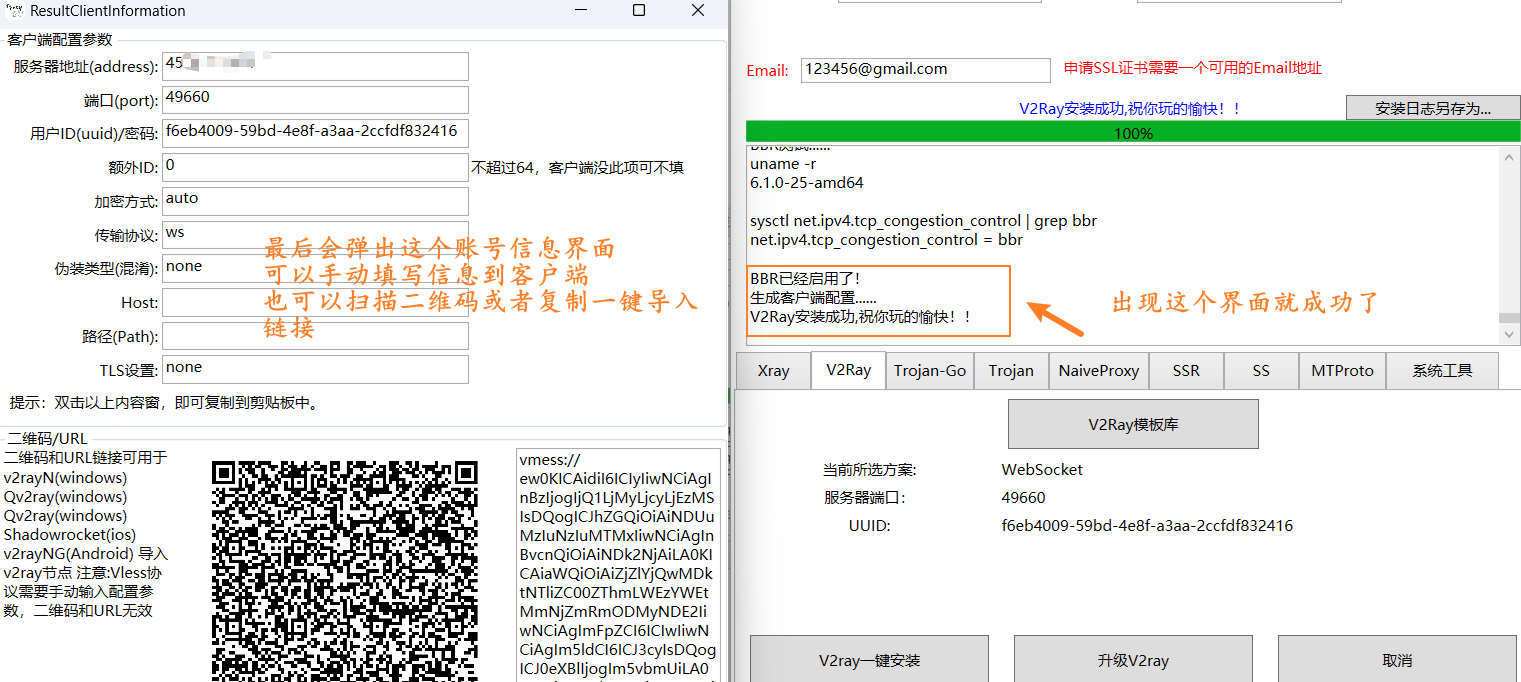 ResultClientInformation
客户端配置参数
服务器地址(address):
45
端口(port):
49660
用户ID(uuid)/密码:
f6eb4009-59bd-4e8f-a3aa-2ccfdf832416
额外ID:
0
不超过64，客户端没此项可不填
加密方式:
auto
传输协议:
ws
伪装类型(混淆):
none
Host:
路径(Path):
TLS设置:
none
最后会弹出这个账号信息界面
可以手动填写信息到客户端
也可以扫描二维码或者复制一键导入
链接
提示：双击以上内容窗，即可复制到剪贴板中。
二维码/URL
二维码和URL链接可用于
v2rayN(windows)
Qv2ray(windows)
Qv2ray(windows)
Shadowrocket(ios)
v2rayNG(Android) 导入
v2ray节点 注意:Vless协
议需要手动输入配置参
数，二维码和URL无效
vmess://
ew0KICAidiI6ICIyIiwNCiAgI
nBzIjogIjQ1LjMyLjcyLjEzMS
IsDQogICJhZGQiOiAiNDUu
MzIuNzIuMTMxIiwNCiAgIn
BvcnQiOiAiNDk2NjAiLA0KI
CAiaWQiOiAiZjZlYjQwMDk
tNTliZC00ZThmLWEzYWEt
MmNjZmRmODMyNDE2Ii
wNCiAgImFpZCI6ICIwIiwN
CiAgIm5ldCI6ICJ3cyIsDQog
ICJ0eXBlIjogIm5vbmUiLA0
Email:
123456@gmail.com
申请SSL证书需要一个可用的Email地址
V2Ray安装成功,祝你玩的愉快！！
安装日志另存为...
100%
BBR测试......
uname -r
6.1.0-25-amd64
sysctl net.ipv4.tcp_congestion_control | grep bbr
net.ipv4.tcp_congestion_control = bbr
BBR已经启用了!
生成客户端配置......
V2Ray安装成功,祝你玩的愉快！！
出现这个界面就成功了
Xray
V2Ray
Trojan-Go
Trojan
NaiveProxy
SSR
SS
MTProto
系统工具
V2Ray模板库
当前所选方案:
WebSocket
服务器端口：
49660
UUID:
f6eb4009-59bd-4e8f-a3aa-2ccfdf832416
V2ray一键安装
升级V2ray
取消